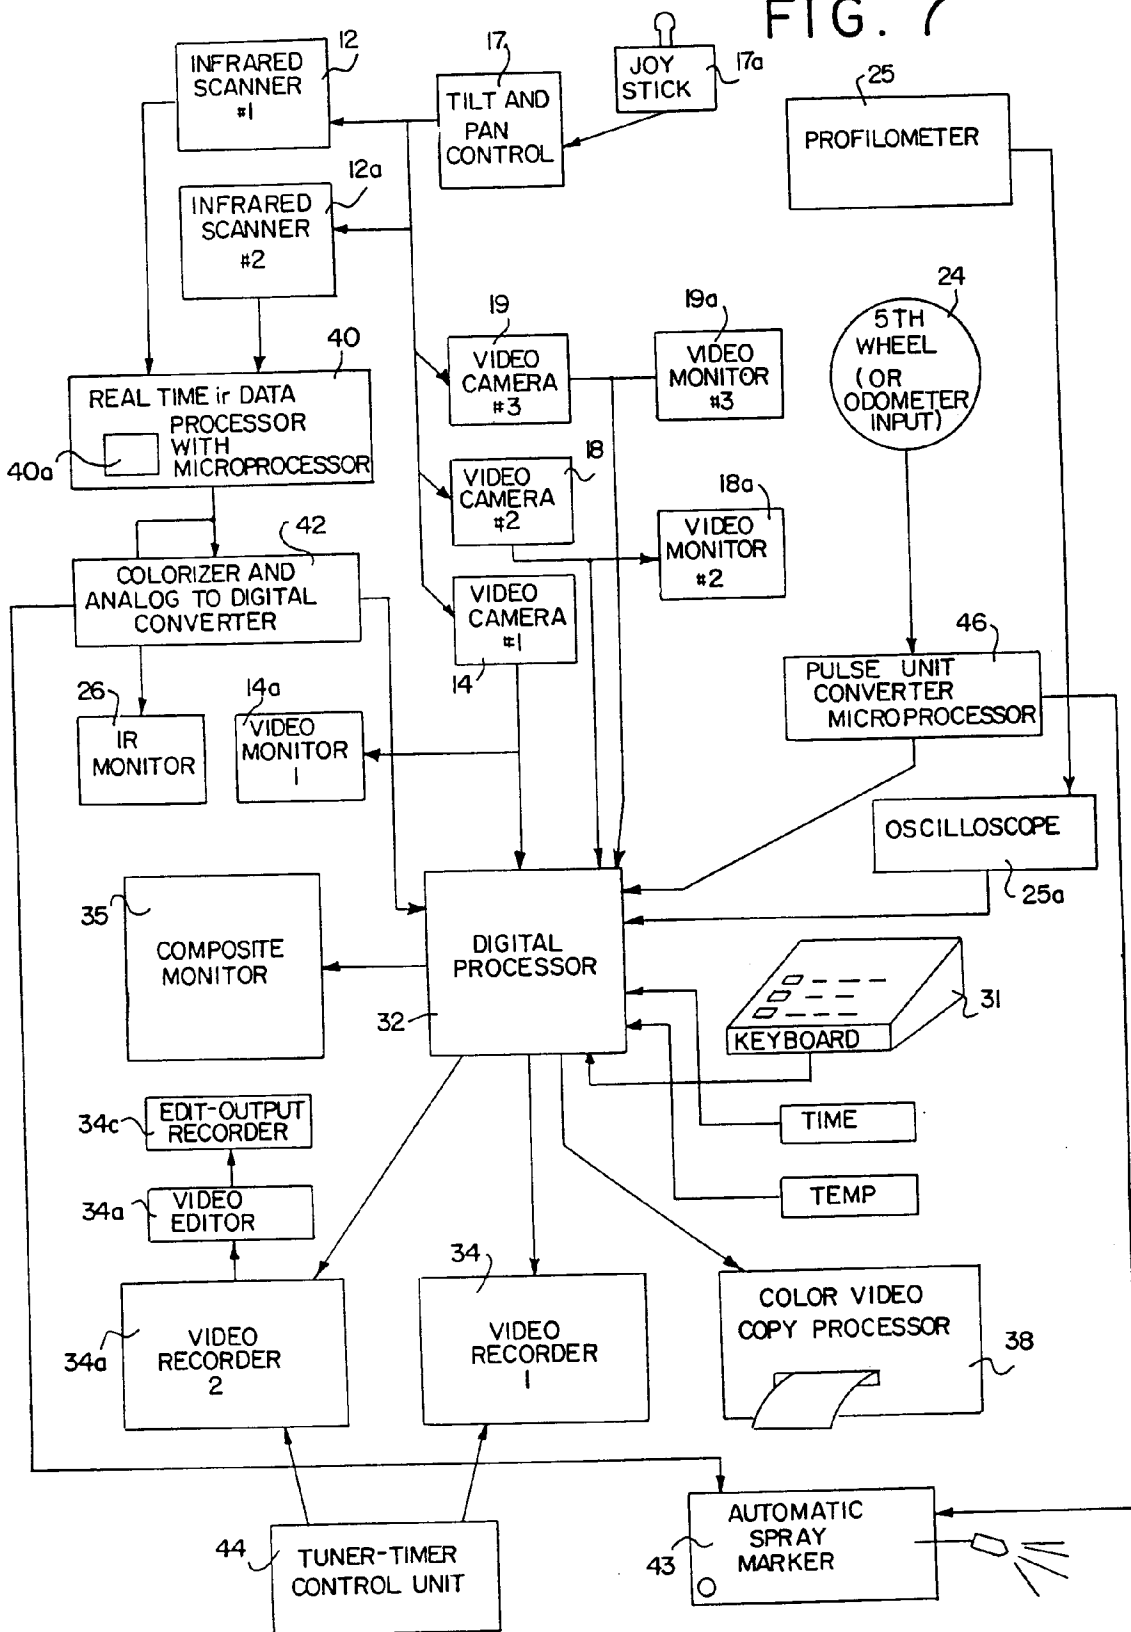 FIG. 7
12
INFRARED
SCANNER
#1
17
TILT AND
PAN
CONTROL
JOY
STICK
17a
25
PROFILOMETER
12a
INFRARED
SCANNER
#2
24
5TH
WHEEL
(OR
ODOMETER
INPUT)
19
VIDEO
CAMERA
#3
19a
VIDEO
MONITOR
#3
40
REAL TIME ir DATA
PROCESSOR
WITH
MICROPROCESSOR
40a
18
VIDEO
CAMERA
#2
18a
VIDEO
MONITOR
#2
42
COLORIZER AND
ANALOG TO DIGITAL
CONVERTER
VIDEO
CAMERA
#1
14
46
PULSE UNIT
CONVERTER
MICROPROCESSOR
26
IR
MONITOR
14a
VIDEO
MONITOR
1
OSCILLOSCOPE
25a
35
COMPOSITE
MONITOR
DIGITAL
PROCESSOR
32
KEYBOARD
31
TIME
TEMP
34c
EDIT-OUTPUT
RECORDER
34a
VIDEO
EDITOR
34a
VIDEO
RECORDER
2
34
VIDEO
RECORDER
1
COLOR VIDEO
COPY PROCESSOR
38
44
TUNER-TIMER
CONTROL UNIT
43
AUTOMATIC
SPRAY
MARKER